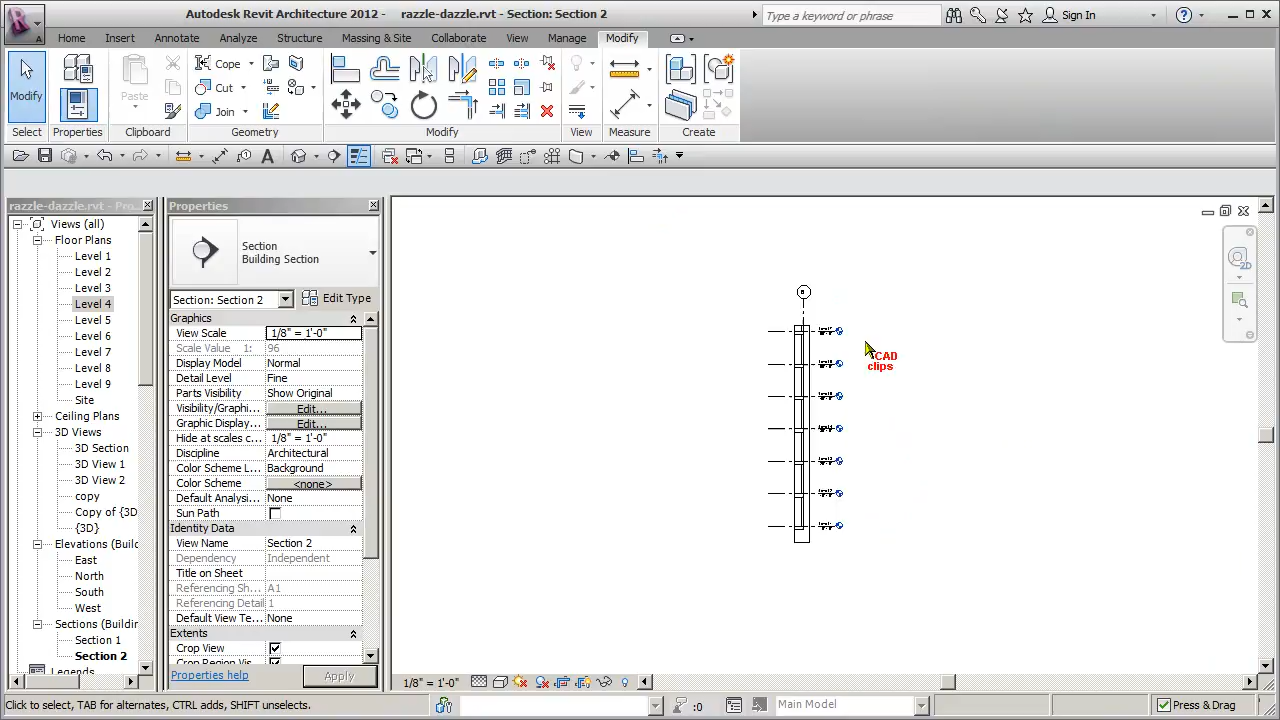 Autodesk Revit Architecture 2012 - razzle-dazzle.rvt - Section: Section 2
Type a keyword or phrase
Sign In
Home Insert Annotate Analyze Structure Massing & Site Collaborate View Manage Modify
Modify
Paste
Cope
Cut
Join
Select Properties Clipboard Geometry Modify View Measure Create
razzle-dazzle.rvt - Pro...
Views (all)
Floor Plans
Level 1
Level 2
Level 3
Level 4
Level 5
Level 6
Level 7
Level 8
Level 9
Site
Ceiling Plans
3D Views
3D Section
3D View 1
3D View 2
copy
Copy of {3D
{3D}
Elevations (Builc
East
North
South
West
Sections (Buildin
Section 1
Section 2
Legends
Properties
Section
Building Section
Section: Section 2
Edit Type
Graphics
View Scale 1/8" = 1'-0"
Scale Value 1: 96
Display Model Normal
Detail Level Fine
Parts Visibility Show Original
Visibility/Graphi... Edit...
Graphic Display... Edit...
Hide at scales c... 1/8" = 1'-0"
Discipline Architectural
Color Scheme L... Background
Color Scheme <none>
Default Analysi... None
Sun Path
Identity Data
View Name Section 2
Dependency Independent
Title on Sheet
Referencing Sh... A1
Referencing Detail 1
Default View Te... None
Extents
Crop View
Crop Region Vis
Properties help
Apply
CAD
clips
2D
1/8" = 1'-0"
Click to select, TAB for alternates, CTRL adds, SHIFT unselects.
:0
Main Model
Press & Drag